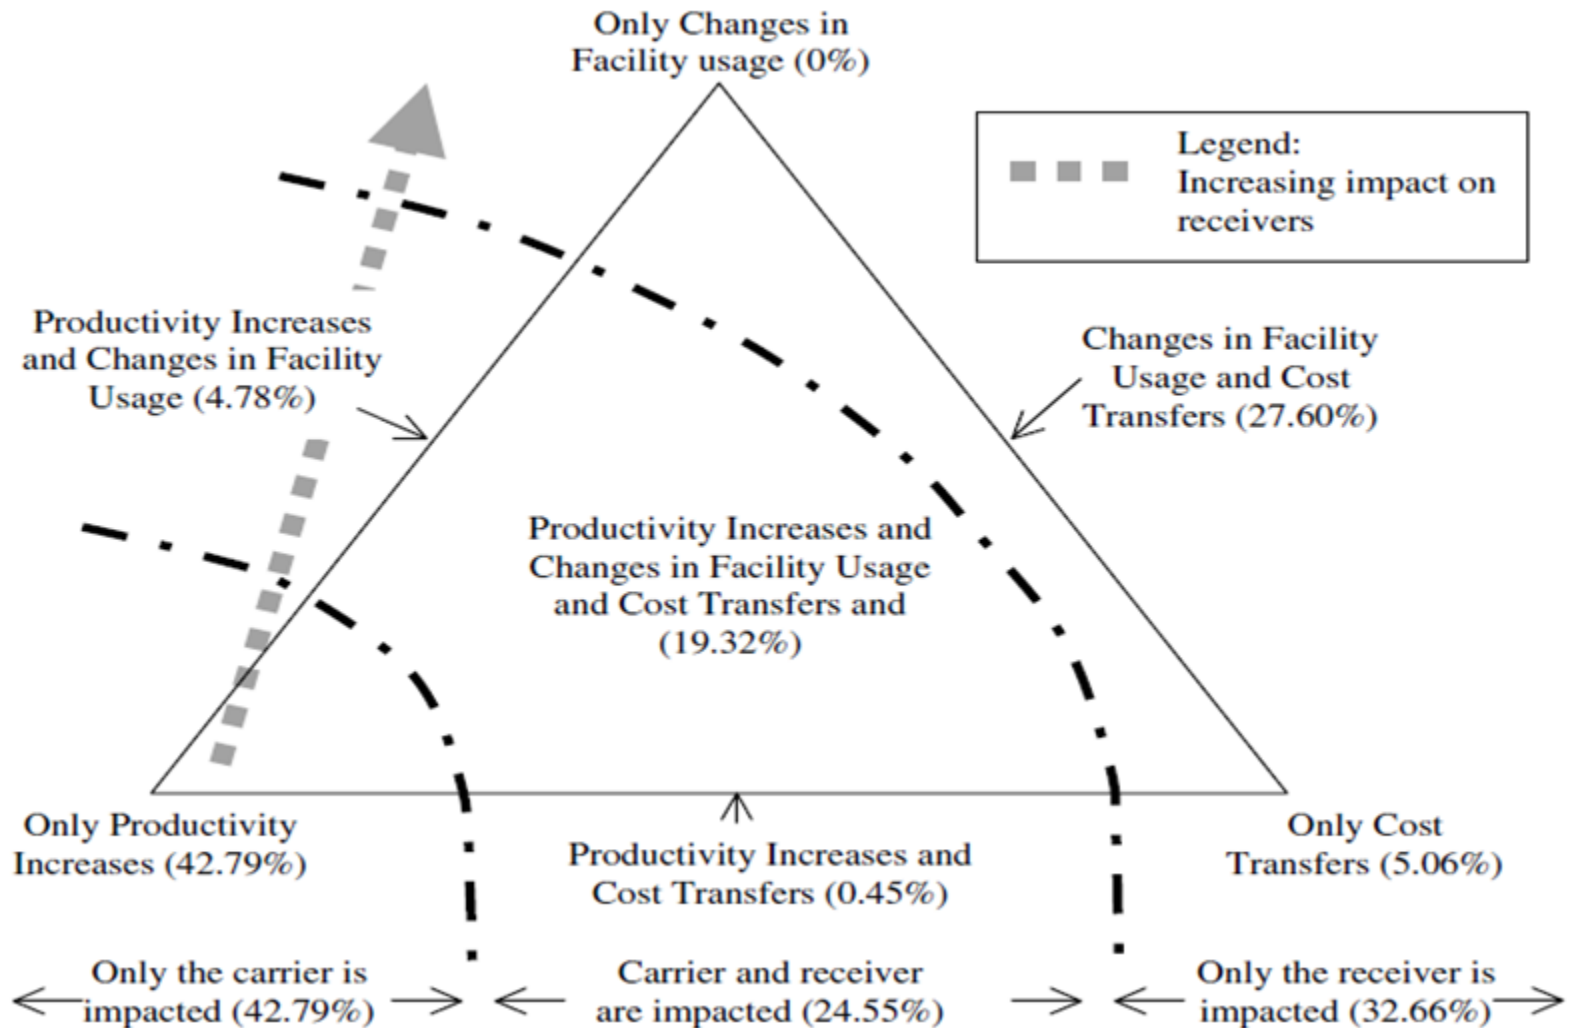 Only Changes in
Facility usage (0%)
Legend:
Increasing impact on
receivers
Productivity Increases
and Changes in Facility
Usage (4.78%)
Changes in Facility
Usage and Cost
Transfers (27.60%)
Productivity Increases and
Changes in Facility Usage
and Cost Transfers and
(19.32%)
Only Productivity
Increases (42.79%)
Productivity Increases and
Cost Transfers (0.45%)
Only Cost
Transfers (5.06%)
Only the carrier is
impacted (42.79%)
Carrier and receiver
are impacted (24.55%)
Only the receiver is
impacted (32.66%)